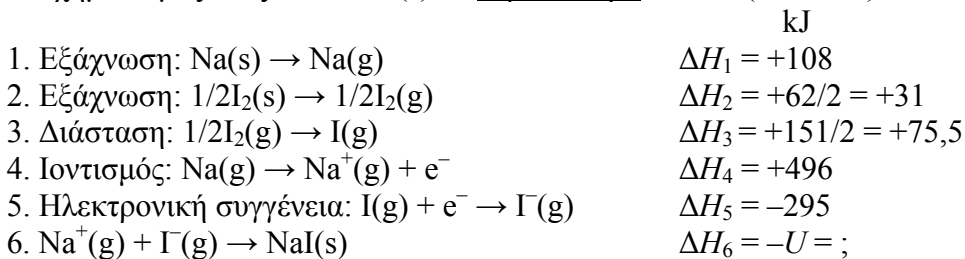 kJ
1. Εξάχνωση: Na(s) → Na(g) ΔH₁ = +108
2. Εξάχνωση: 1/2I₂(s) → 1/2I₂(g) ΔH₂ = +62/2 = +31
3. Διάσταση: 1/2I₂(g) → I(g) ΔH₃ = +151/2 = +75,5
4. Ιοντισμός: Na(g) → Na⁺(g) + e⁻ ΔH₄ = +496
5. Ηλεκτρονική συγγένεια: I(g) + e⁻ → I⁻(g) ΔH₅ = –295
6. Na⁺(g) + I⁻(g) → NaI(s) ΔH₆ = –U = ;